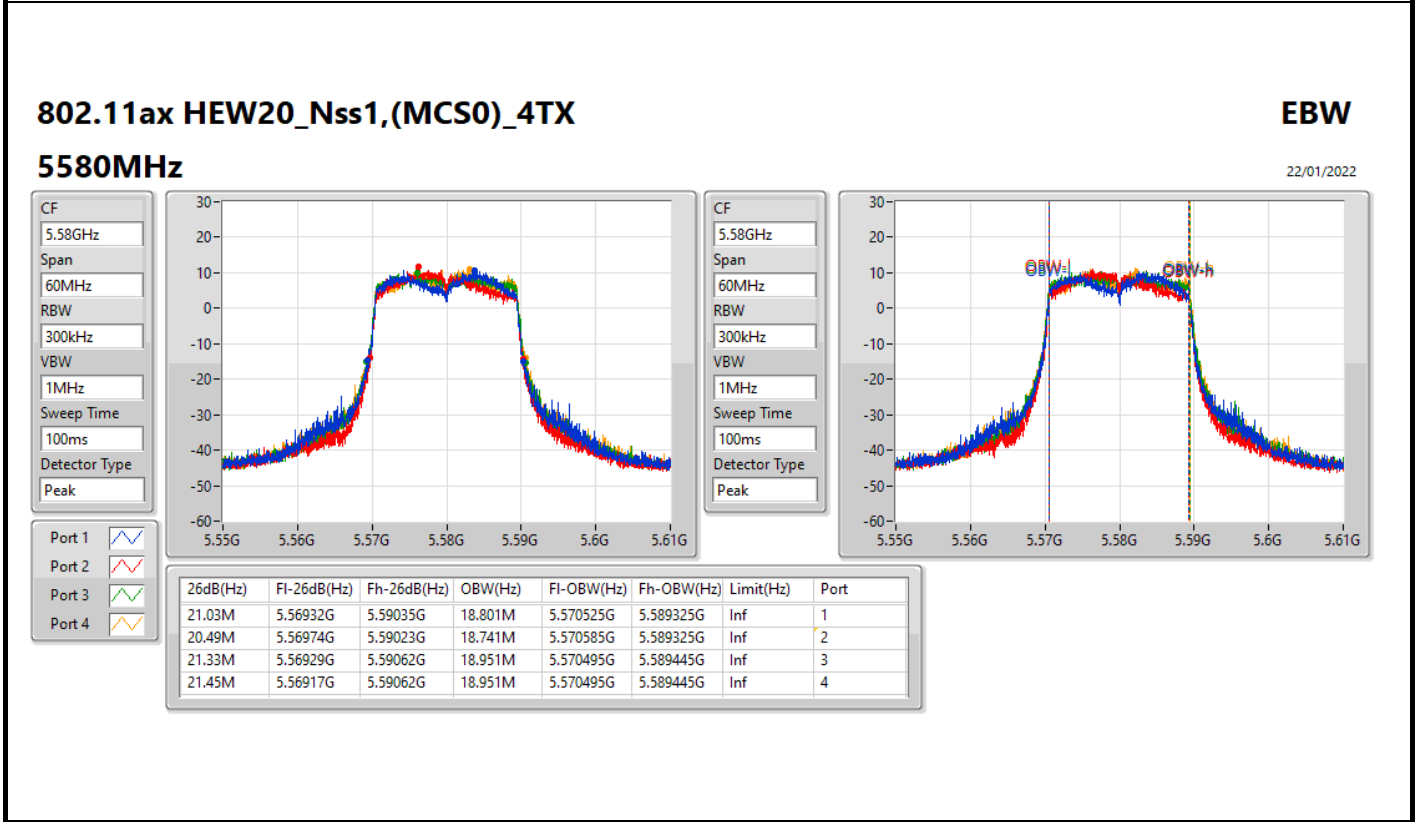 802.11ax HEW20_Nss1,(MCS0)_4TX EBW
5580MHz 22/01/2022
CF
5.58GHz
Span
60MHz
RBW
300kHz
VBW
1MHz
Sweep Time
100ms
Detector Type
Peak
30
20
10
0
-10
-20
-30
-40
-50
-60
5.55G 5.56G 5.57G 5.58G 5.59G 5.6G 5.61G
CF
5.58GHz
Span
60MHz
RBW
300kHz
VBW
1MHz
Sweep Time
100ms
Detector Type
Peak
30
20
10
0
-10
-20
-30
-40
-50
-60
OBW-l OBW-h
5.55G 5.56G 5.57G 5.58G 5.59G 5.6G 5.61G
Port 1
Port 2
Port 3
Port 4
26dB(Hz) Fl-26dB(Hz) Fh-26dB(Hz) OBW(Hz) Fl-OBW(Hz) Fh-OBW(Hz) Limit(Hz) Port
21.03M 5.56932G 5.59035G 18.801M 5.570525G 5.589325G Inf 1
20.49M 5.56974G 5.59023G 18.741M 5.570585G 5.589325G Inf 2
21.33M 5.56929G 5.59062G 18.951M 5.570495G 5.589445G Inf 3
21.45M 5.56917G 5.59062G 18.951M 5.570495G 5.589445G Inf 4